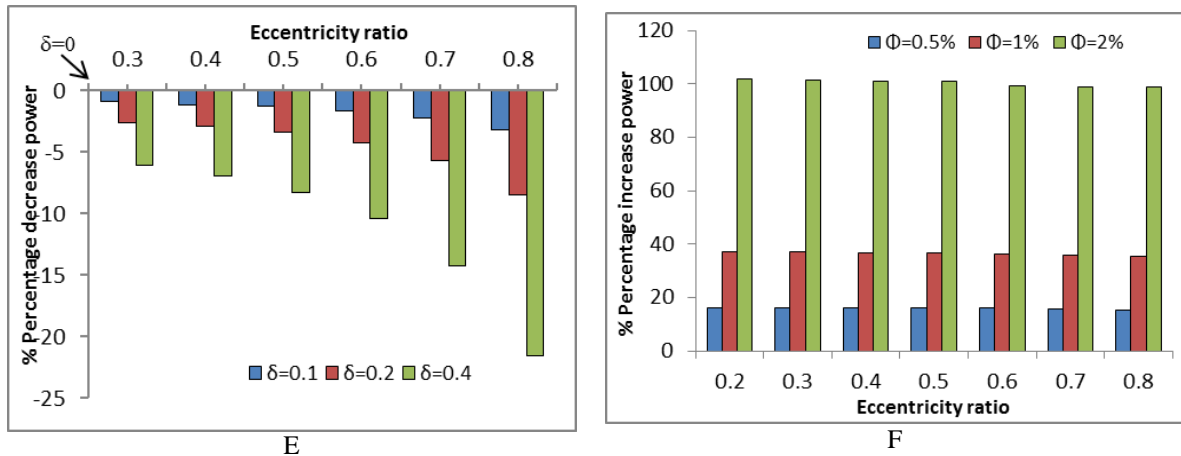 Eccentricity ratio
δ=0
0.3 0.4 0.5 0.6 0.7 0.8
0
-5
-10
-15
-20
-25
% Percentage decrease power
δ=0.1 δ=0.2 δ=0.4
E
120
100
80
60
40
20
0
% Percentage increase power
Φ=0.5% Φ=1% Φ=2%
0.2 0.3 0.4 0.5 0.6 0.7 0.8
Eccentricity ratio
F